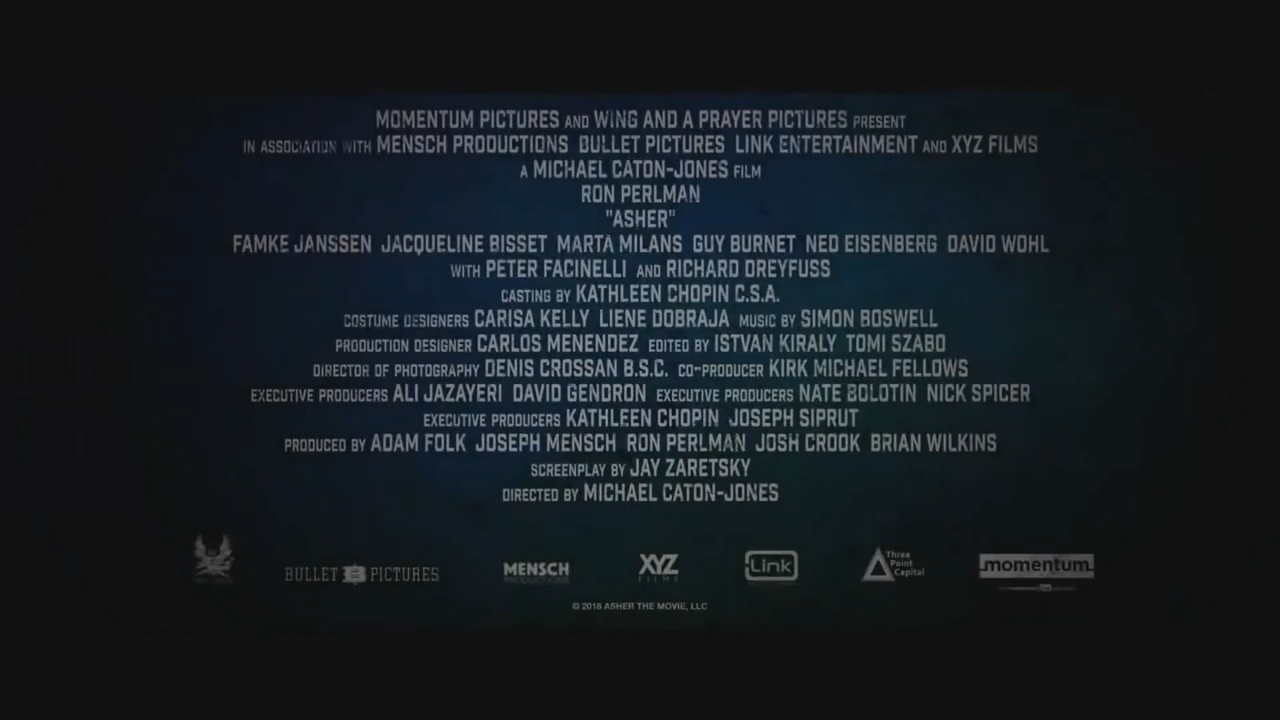 MOMENTUM PICTURES AND WING AND A PRAYER PICTURES PRESENT
IN ASSOCIATION WITH MENSCH PRODUCTIONS BULLET PICTURES LINK ENTERTAINMENT AND XYZ FILMS
A MICHAEL CATON-JONES FILM
RON PERLMAN
"ASHER"
FAMKE JANSSEN JACQUELINE BISSET MARTA MILANS GUY BURNET NED EISENBERG DAVID WOHL
WITH PETER FACINELLI AND RICHARD DREYFUSS
CASTING BY KATHLEEN CHOPIN C.S.A.
COSTUME DESIGNERS CARISA KELLY LIENE DOBRAJA MUSIC BY SIMON BOSWELL
PRODUCTION DESIGNER CARLOS MENENDEZ EDITED BY ISTVAN KIRALY TOMI SZABO
DIRECTOR OF PHOTOGRAPHY DENIS CROSSAN B.S.C. CO-PRODUCER KIRK MICHAEL FELLOWS
EXECUTIVE PRODUCERS ALI JAZAYERI DAVID GENDRON EXECUTIVE PRODUCERS NATE BOLOTIN NICK SPICER
EXECUTIVE PRODUCERS KATHLEEN CHOPIN JOSEPH SIPRUT
PRODUCED BY ADAM FOLK JOSEPH MENSCH RON PERLMAN JOSH CROOK BRIAN WILKINS
SCREENPLAY BY JAY ZARETSKY
DIRECTED BY MICHAEL CATON-JONES
BULLET B PICTURES
MENSCH
PRODUCTIONS
XYZ
FILMS
Link
Three
Point
Capital
momentum
© 2018 ASHER THE MOVIE, LLC